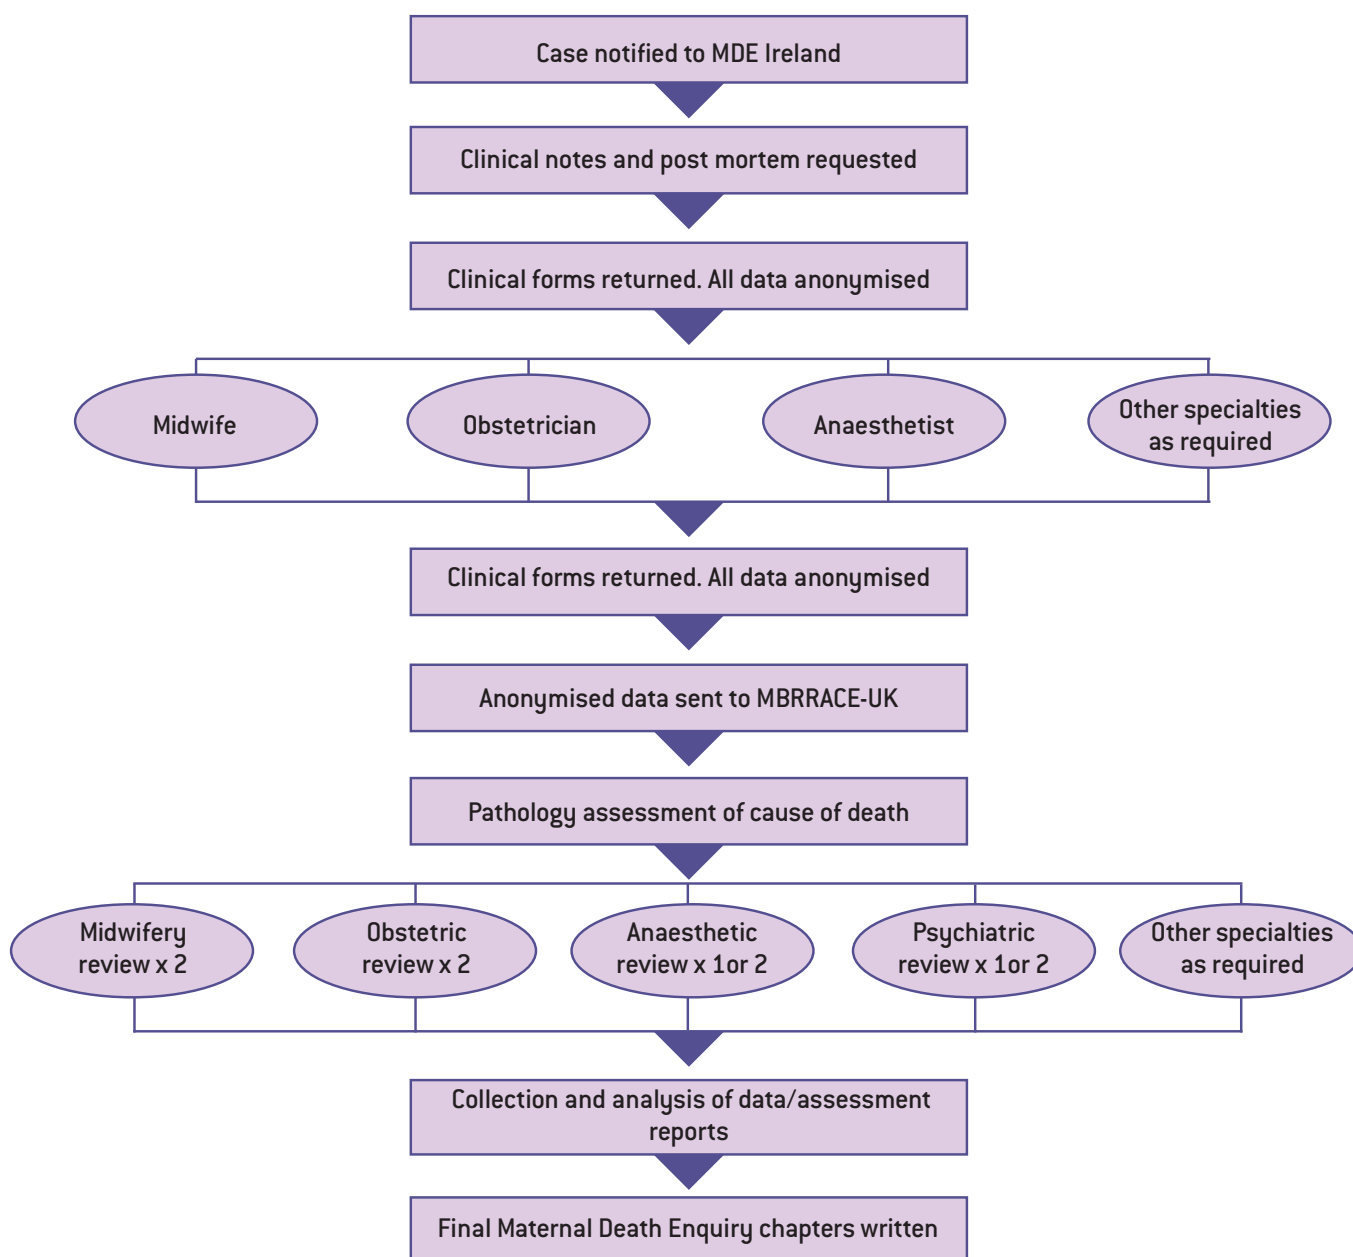 Case notified to MDE Ireland
Clinical notes and post mortem requested
Clinical forms returned. All data anonymised
Midwife
Obstetrician
Anaesthetist
Other specialties
as required
Clinical forms returned. All data anonymised
Anonymised data sent to MBRRACE-UK
Pathology assessment of cause of death
Midwifery
review x 2
Obstetric
review x 2
Anaesthetic
review x 1or 2
Psychiatric
review x 1or 2
Other specialties
as required
Collection and analysis of data/assessment
reports
Final Maternal Death Enquiry chapters written